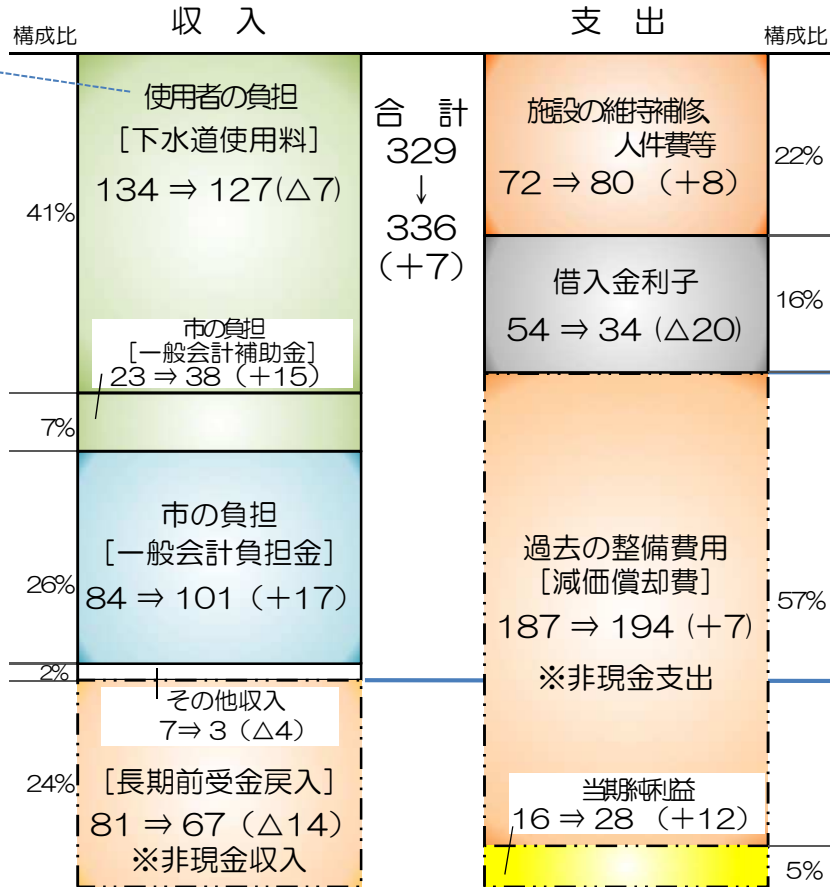 収 入
支 出
構成比
構成比
使用者の負担
[下水道使用料]
134 ⇒ 127(△7)
41%
市の負担
[一般会計補助金]
23 ⇒ 38 (+15)
7%
市の負担
[一般会計負担金]
84 ⇒ 101 (+17)
26%
2%
その他収入
7⇒ 3 (△4)
24%
[長期前受金戻入]
81 ⇒ 67 (△14)
※非現金収入
合 計
329
↓
336
(+7)
施設の維持補修、
人件費等
72 ⇒ 80 (+8)
22%
借入金利子
54 ⇒ 34 (△20)
16%
過去の整備費用
[減価償却費]
187 ⇒ 194 (+7)
※非現金支出
57%
当期純利益
16 ⇒ 28 (+12)
5%